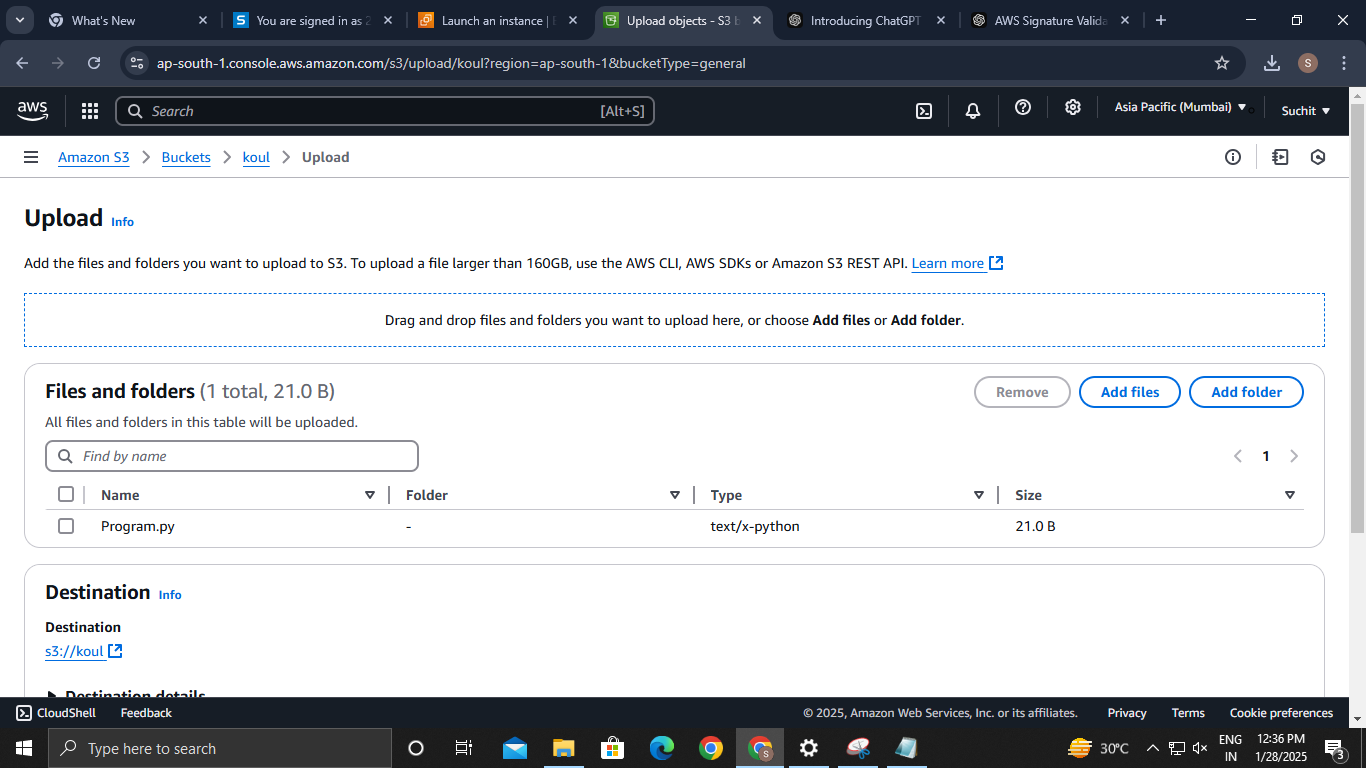 What's New
You are signed in as 2
Launch an instance | E
Upload objects - S3 b
Introducing ChatGPT
AWS Signature Valida
ap-south-1.console.aws.amazon.com/s3/upload/koul?region=ap-south-1&bucketType=general
S
aws
Search
[Alt+S]
Asia Pacific (Mumbai)
Suchit
Amazon S3
Buckets
koul
Upload
Upload Info
Add the files and folders you want to upload to S3. To upload a file larger than 160GB, use the AWS CLI, AWS SDKs or Amazon S3 REST API. Learn more
Drag and drop files and folders you want to upload here, or choose Add files or Add folder.
Files and folders (1 total, 21.0 B)
Remove
Add files
Add folder
All files and folders in this table will be uploaded.
Find by name
1
Name Folder Type Size
Program.py - text/x-python 21.0 B
Destination Info
Destination
s3://koul
Destination details
CloudShell
Feedback
© 2025, Amazon Web Services, Inc. or its affiliates.
Privacy
Terms
Cookie preferences
Type here to search
30°C
ENG
IN
12:36 PM
1/28/2025
3